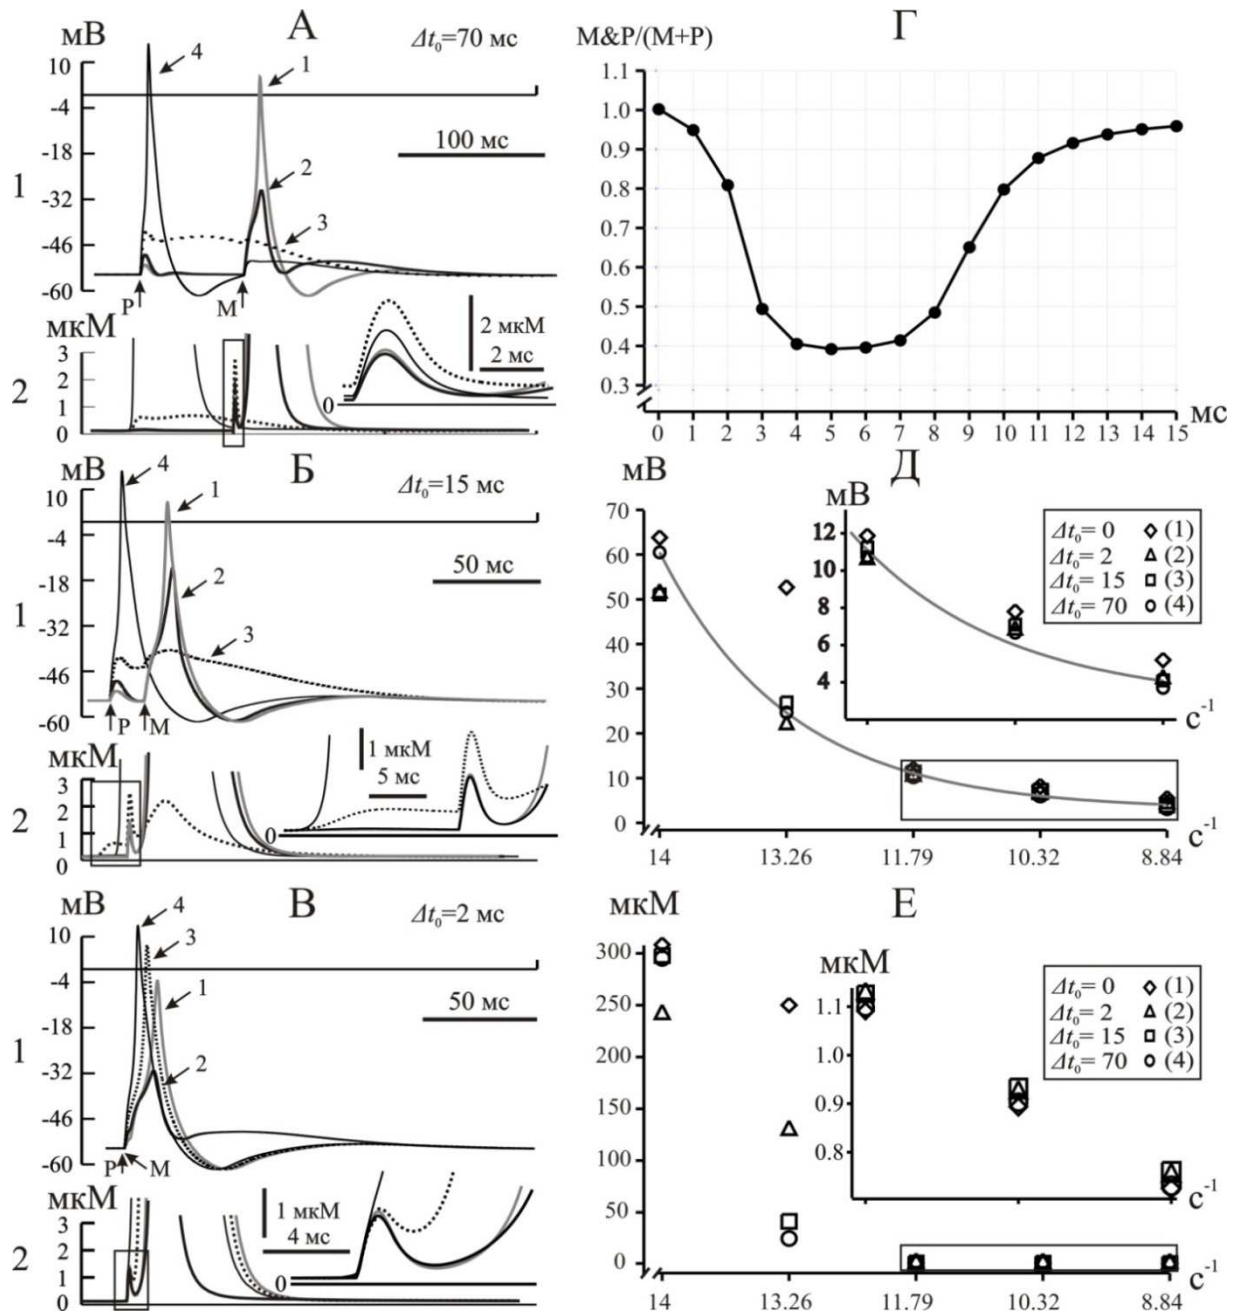 А
мВ
Δt₀=70 мс
10
-4
-18
-32
-46
-60
1
4
1
2
3
100 мс
P
M
мкМ
3
2
1
0
2
2 мкМ
2 мс
0
Б
мВ
Δt₀=15 мс
10
-4
-18
-32
-46
-60
1
4
1
2
3
50 мс
P
M
мкМ
3
2
1
0
2
1 мкМ
5 мс
0
В
мВ
Δt₀=2 мс
10
-4
-18
-32
-46
-60
1
4
3
1
2
50 мс
P
M
мкМ
3
2
1
0
2
1 мкМ
4 мс
0
Г
M&P/(M+P)
1.1
1.0
0.9
0.8
0.7
0.6
0.5
0.4
0.3
0 1 2 3 4 5 6 7 8 9 10 11 12 13 14 15
мс
Д
мВ
70
60
50
40
30
20
10
0
14 13.26 11.79 10.32 8.84
с⁻¹
мВ
12
10
8
6
4
с⁻¹
Δt₀= 0 (1)
Δt₀= 2 (2)
Δt₀= 15 (3)
Δt₀= 70 (4)
Е
мкМ
300
250
200
150
100
50
0
14 13.26 11.79 10.32 8.84
с⁻¹
мкМ
1.1
1.0
0.9
0.8
с⁻¹
Δt₀= 0 (1)
Δt₀= 2 (2)
Δt₀= 15 (3)
Δt₀= 70 (4)